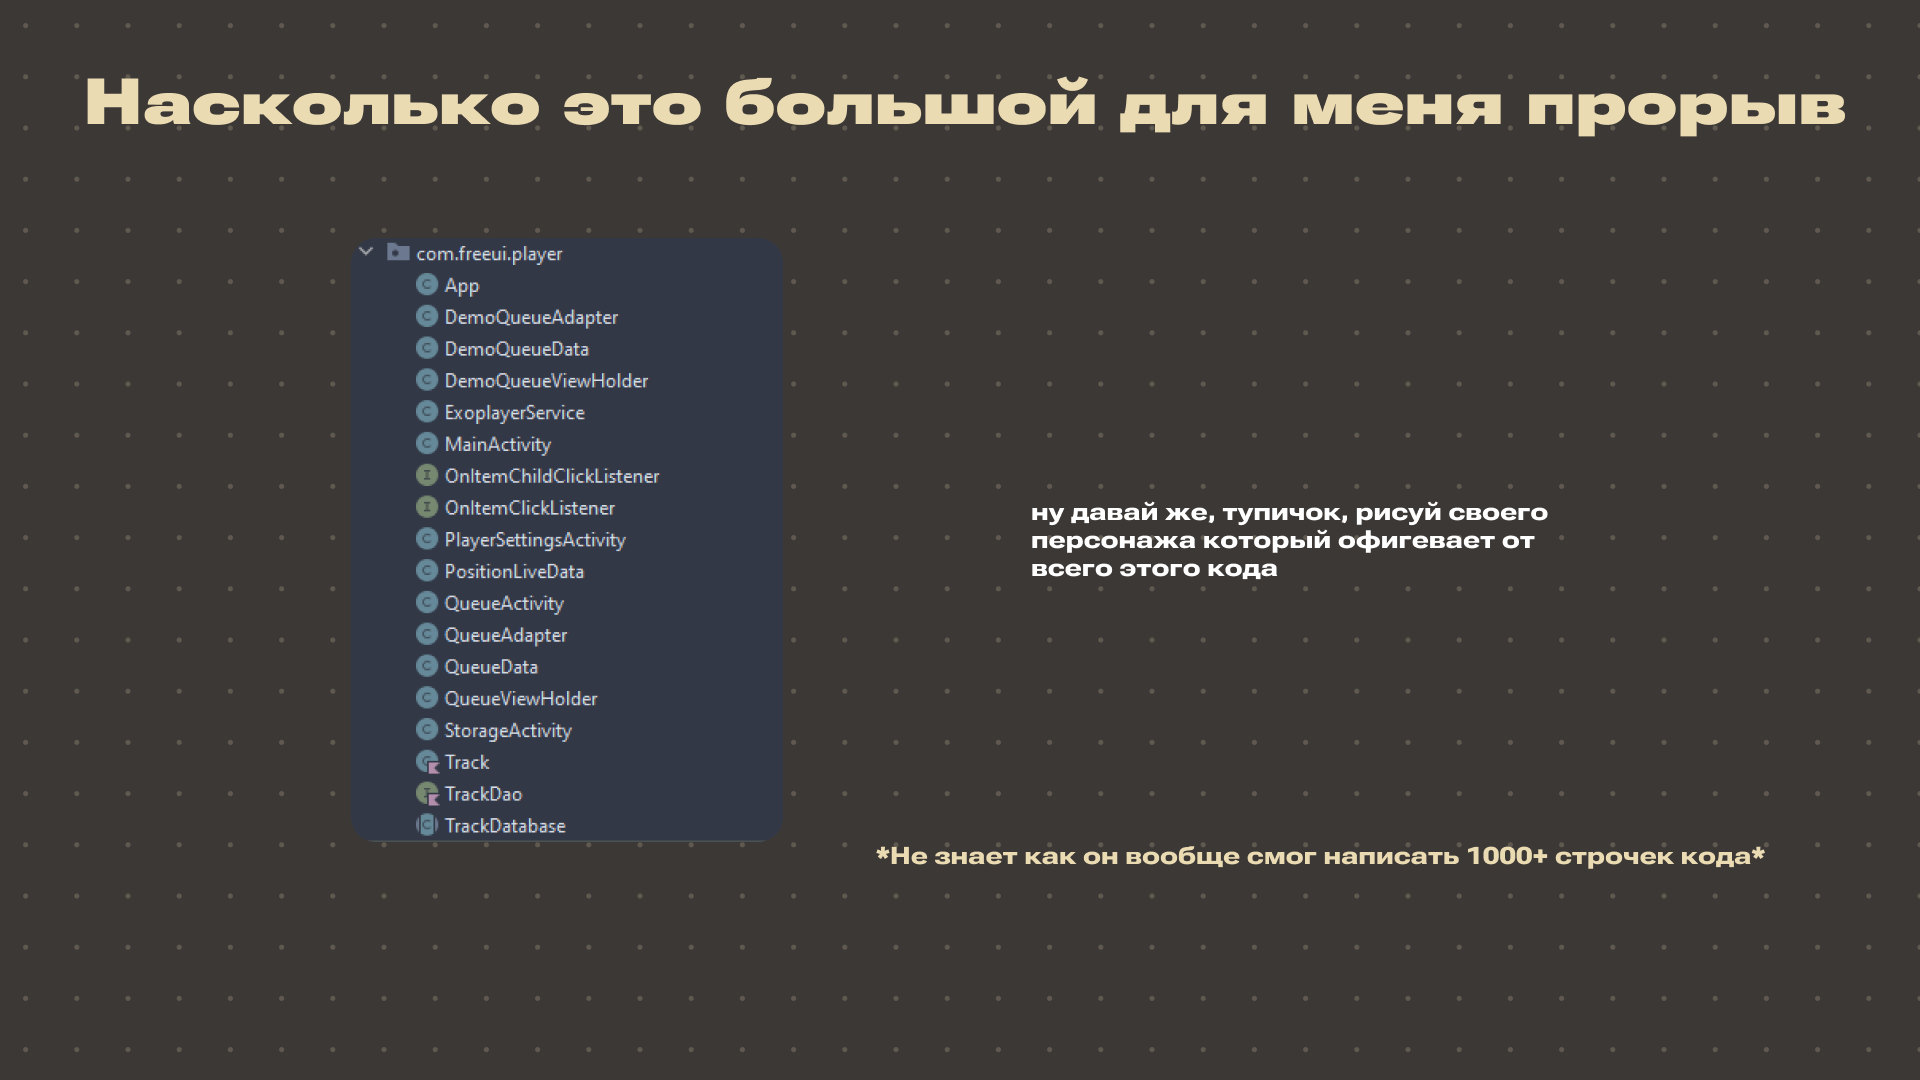 Насколько это большой для меня прорыв
com.freeui.player
App
DemoQueueAdapter
DemoQueueData
DemoQueueViewHolder
ExoplayerService
MainActivity
OnItemChildClickListener
OnItemClickListener
PlayerSettingsActivity
PositionLiveData
QueueActivity
QueueAdapter
QueueData
QueueViewHolder
StorageActivity
Track
TrackDao
TrackDatabase
ну давай же, тупичок, рисуй своего
персонажа который офигевает от
всего этого кода
*Не знает как он вообще смог написать 1000+ строчек кода*